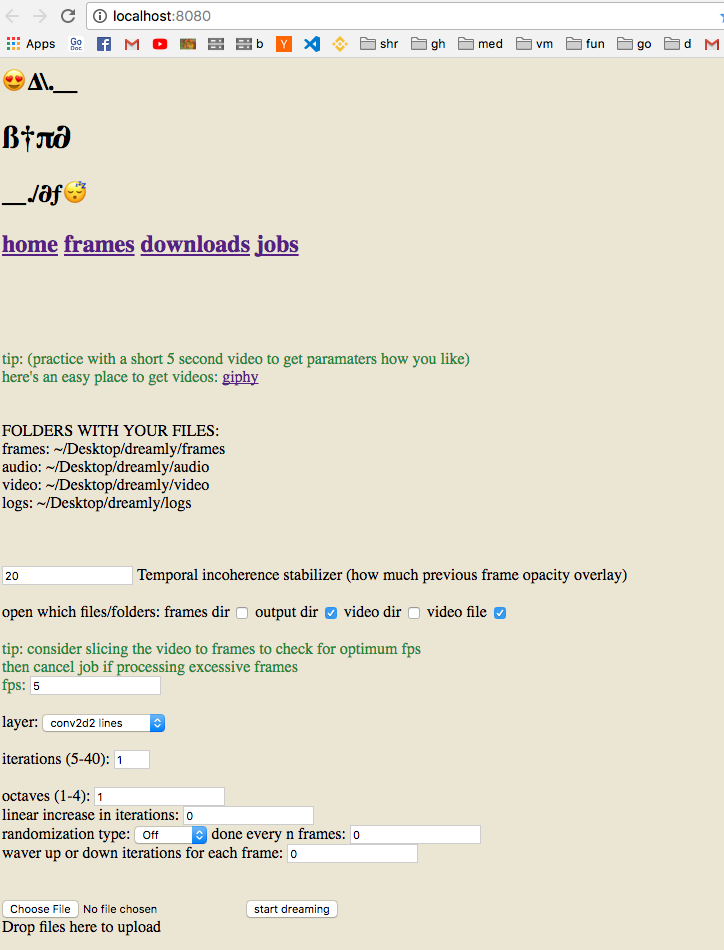 localhost:8080
Apps Go Doc b Y shr gh med vm fun go d
😍∆\.__
ß†π∂
__./∂ƒ😴
home frames downloads jobs
tip: (practice with a short 5 second video to get paramaters how you like)
here's an easy place to get videos: giphy
FOLDERS WITH YOUR FILES:
frames: ~/Desktop/dreamly/frames
audio: ~/Desktop/dreamly/audio
video: ~/Desktop/dreamly/video
logs: ~/Desktop/dreamly/logs
20 Temporal incoherence stabilizer (how much previous frame opacity overlay)
open which files/folders: frames dir output dir video dir video file
tip: consider slicing the video to frames to check for optimum fps
then cancel job if processing excessive frames
fps: 5
layer: conv2d2 lines
iterations (5-40): 1
octaves (1-4): 1
linear increase in iterations: 0
randomization type: Off done every n frames: 0
waver up or down iterations for each frame: 0
Choose File No file chosen start dreaming
Drop files here to upload